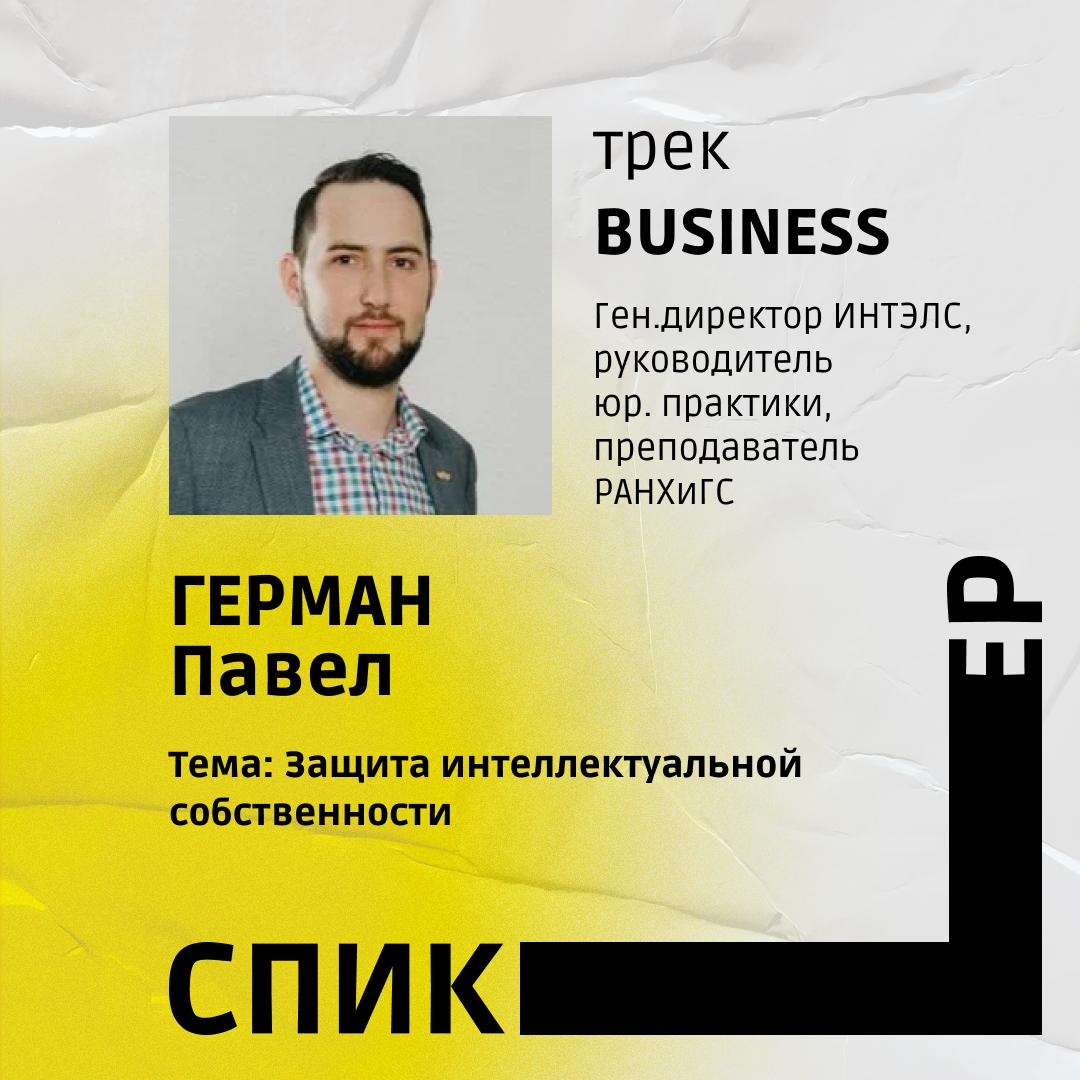 трек
BUSINESS
Ген.директор ИНТЭЛС,
руководитель
юр. практики,
преподаватель
РАНХиГС
ГЕРМАН
Павел
Тема: Защита интеллектуальной
собственности
СПИК
ЕР